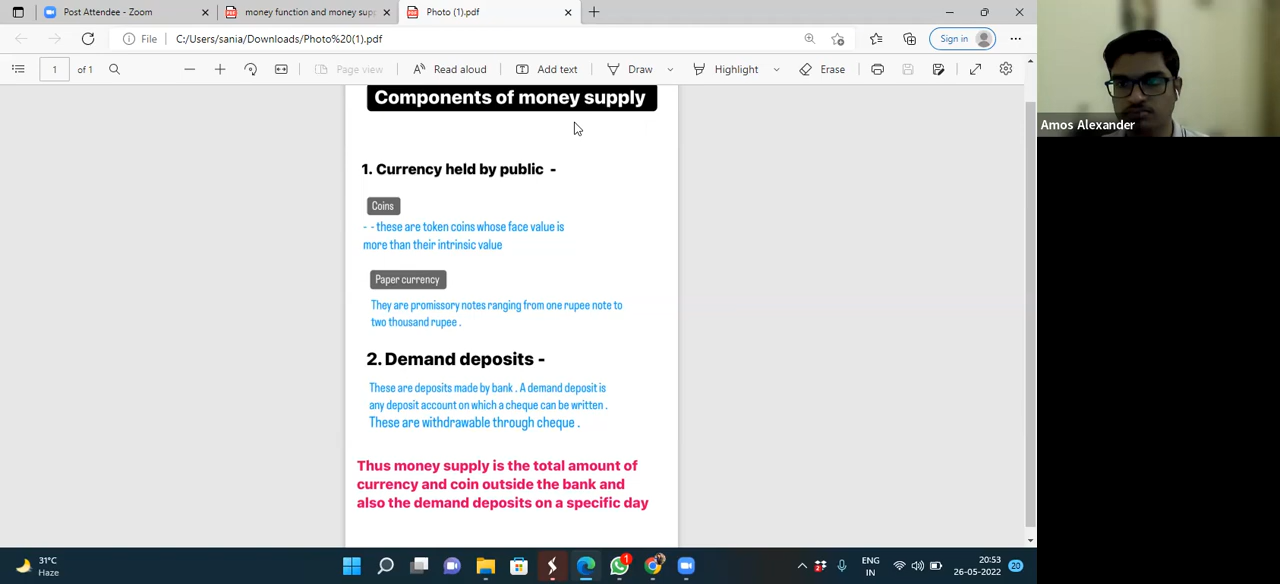 Post Attendee - Zoom
money function and money supp
Photo (1).pdf
File
C:/Users/sania/Downloads/Photo%20(1).pdf
Sign in
1
of 1
Page view
Read aloud
Add text
Draw
Highlight
Erase
Components of money supply
1. Currency held by public -
Coins
- - these are token coins whose face value is
more than their intrinsic value
Paper currency
They are promissory notes ranging from one rupee note to
two thousand rupee .
2. Demand deposits -
These are deposits made by bank . A demand deposit is
any deposit account on which a cheque can be written .
These are withdrawable through cheque .
Thus money supply is the total amount of
currency and coin outside the bank and
also the demand deposits on a specific day
Amos Alexander
31°C
Haze
1
ENG
IN
20:53
26-05-2022
20